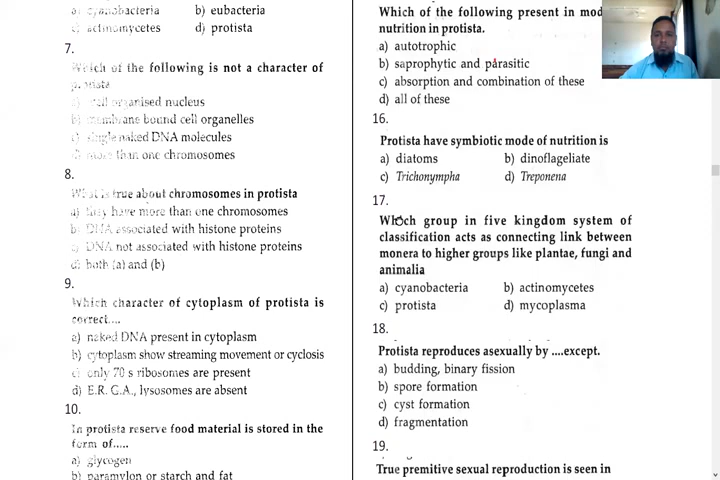 a) cyanobacteria b) eubacteria
c) actinomycetes d) protista
7.
Which of the following is not a character of
protista
a) well organised nucleus
b) membrane bound cell organelles
c) single naked DNA molecules
d) more than one chromosomes
8.
What is true about chromosomes in protista
a) they have more than one chromosomes
b) DNA associated with histone proteins
c) DNA not associated with histone proteins
d) both (a) and (b)
9.
Which character of cytoplasm of protista is
correct....
a) naked DNA present in cytoplasm
b) cytoplasm show streaming movement or cyclosis
c) only 70 s ribosomes are present
d) E.R. G.A., lysosomes are absent
10.
In protista reserve food material is stored in the
form of.....
a) glycogen
b) paramylon or starch and fat
Which of the following present in mod
nutrition in protista.
a) autotrophic
b) saprophytic and parasitic
c) absorption and combination of these
d) all of these
16.
Protista have symbiotic mode of nutrition is
a) diatoms b) dinoflageliate
c) Trichonympha d) Treponena
17.
Which group in five kingdom system of
classification acts as connecting link between
monera to higher groups like plantae, fungi and
animalia
a) cyanobacteria b) actinomycetes
c) protista d) mycoplasma
18.
Protista reproduces asexually by ....except.
a) budding, binary fission
b) spore formation
c) cyst formation
d) fragmentation
19.
True premitive sexual reproduction is seen in